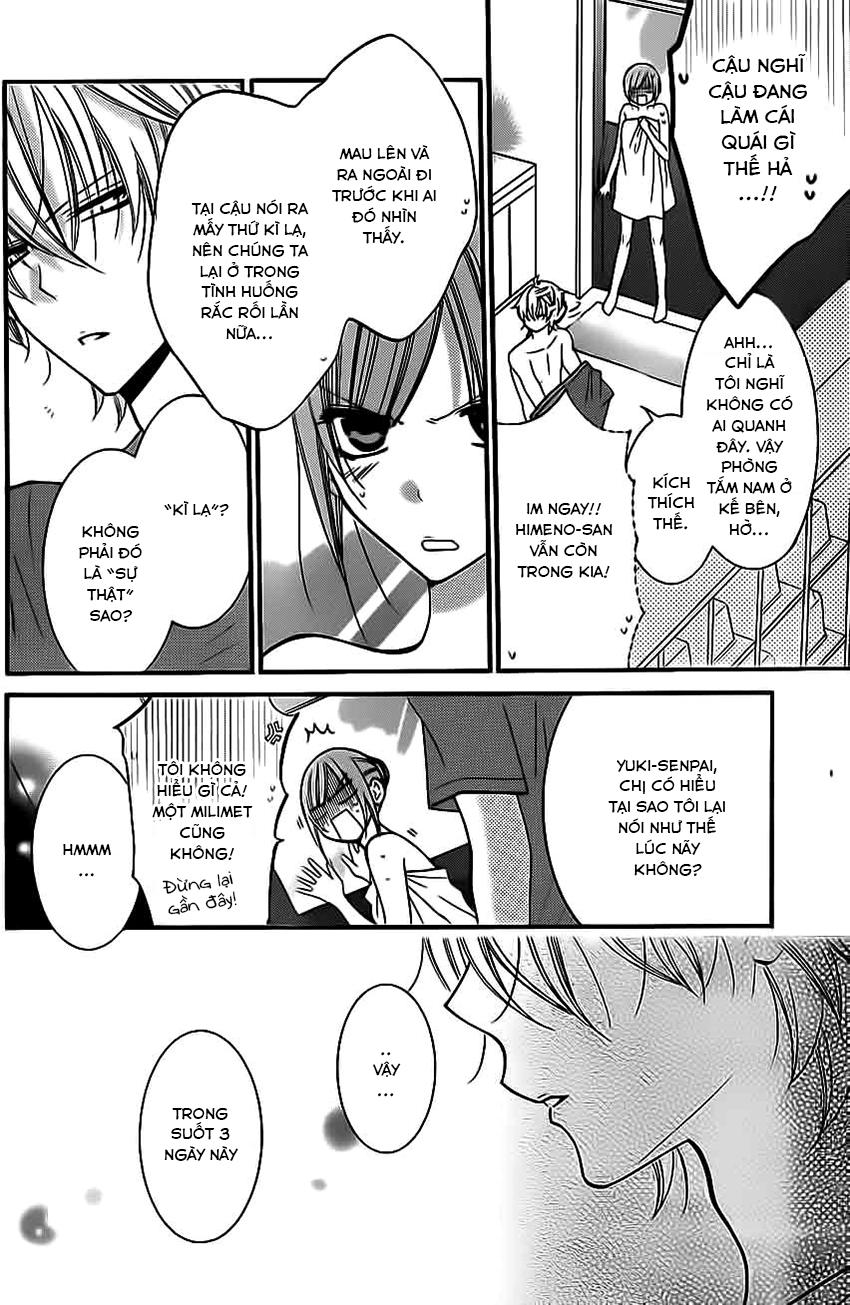 CẬU NGHĨ
CẬU ĐANG
LÀM CÁI
QUÁI GÌ
THẾ HẢ
...!!
AHH...
CHỈ LÀ
TÔI NGHĨ
KHÔNG CÓ
AI QUANH
ĐÂY. VẬY
PHÒNG
TẮM NAM Ở
KẾ BÊN,
HỞ...
KÍCH
THÍCH
THẾ.
IM NGAY!!
HIMENO-SAN
VẪN CÒN
TRONG KIA!
MAU LÊN VÀ
RA NGOÀI ĐI
TRƯỚC KHI AI
ĐÓ NHÌN
THẤY.
TẠI CẬU NÓI RA
MẤY THỨ KÌ LẠ,
NÊN CHÚNG TA
LẠI Ở TRONG
TÌNH HUỐNG
RẮC RỐI LẦN
NỮA...
"KÌ LẠ"?
KHÔNG
PHẢI ĐÓ
LÀ "SỰ
THẬT"
SAO?
YUKI-SENPAI,
CHỊ CÓ HIỂU
TẠI SAO TÔI LẠI
NÓI NHƯ THẾ
LÚC NÃY
KHÔNG?
TÔI KHÔNG
HIỂU GÌ CẢ!
MỘT MILIMET
CŨNG
KHÔNG!
Đừng lại
gần đây!
HMMM
...
..
VẬY
...
TRONG
SUỐT 3
NGÀY NÀY